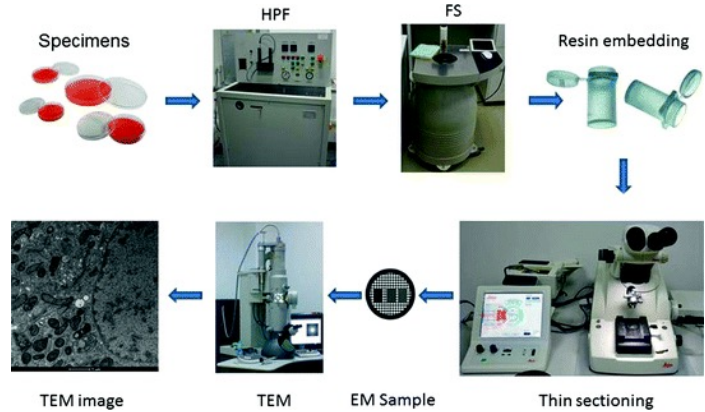 HPF
FS
Specimens
Resin embedding
TEM image
TEM
EM Sample
Thin sectioning